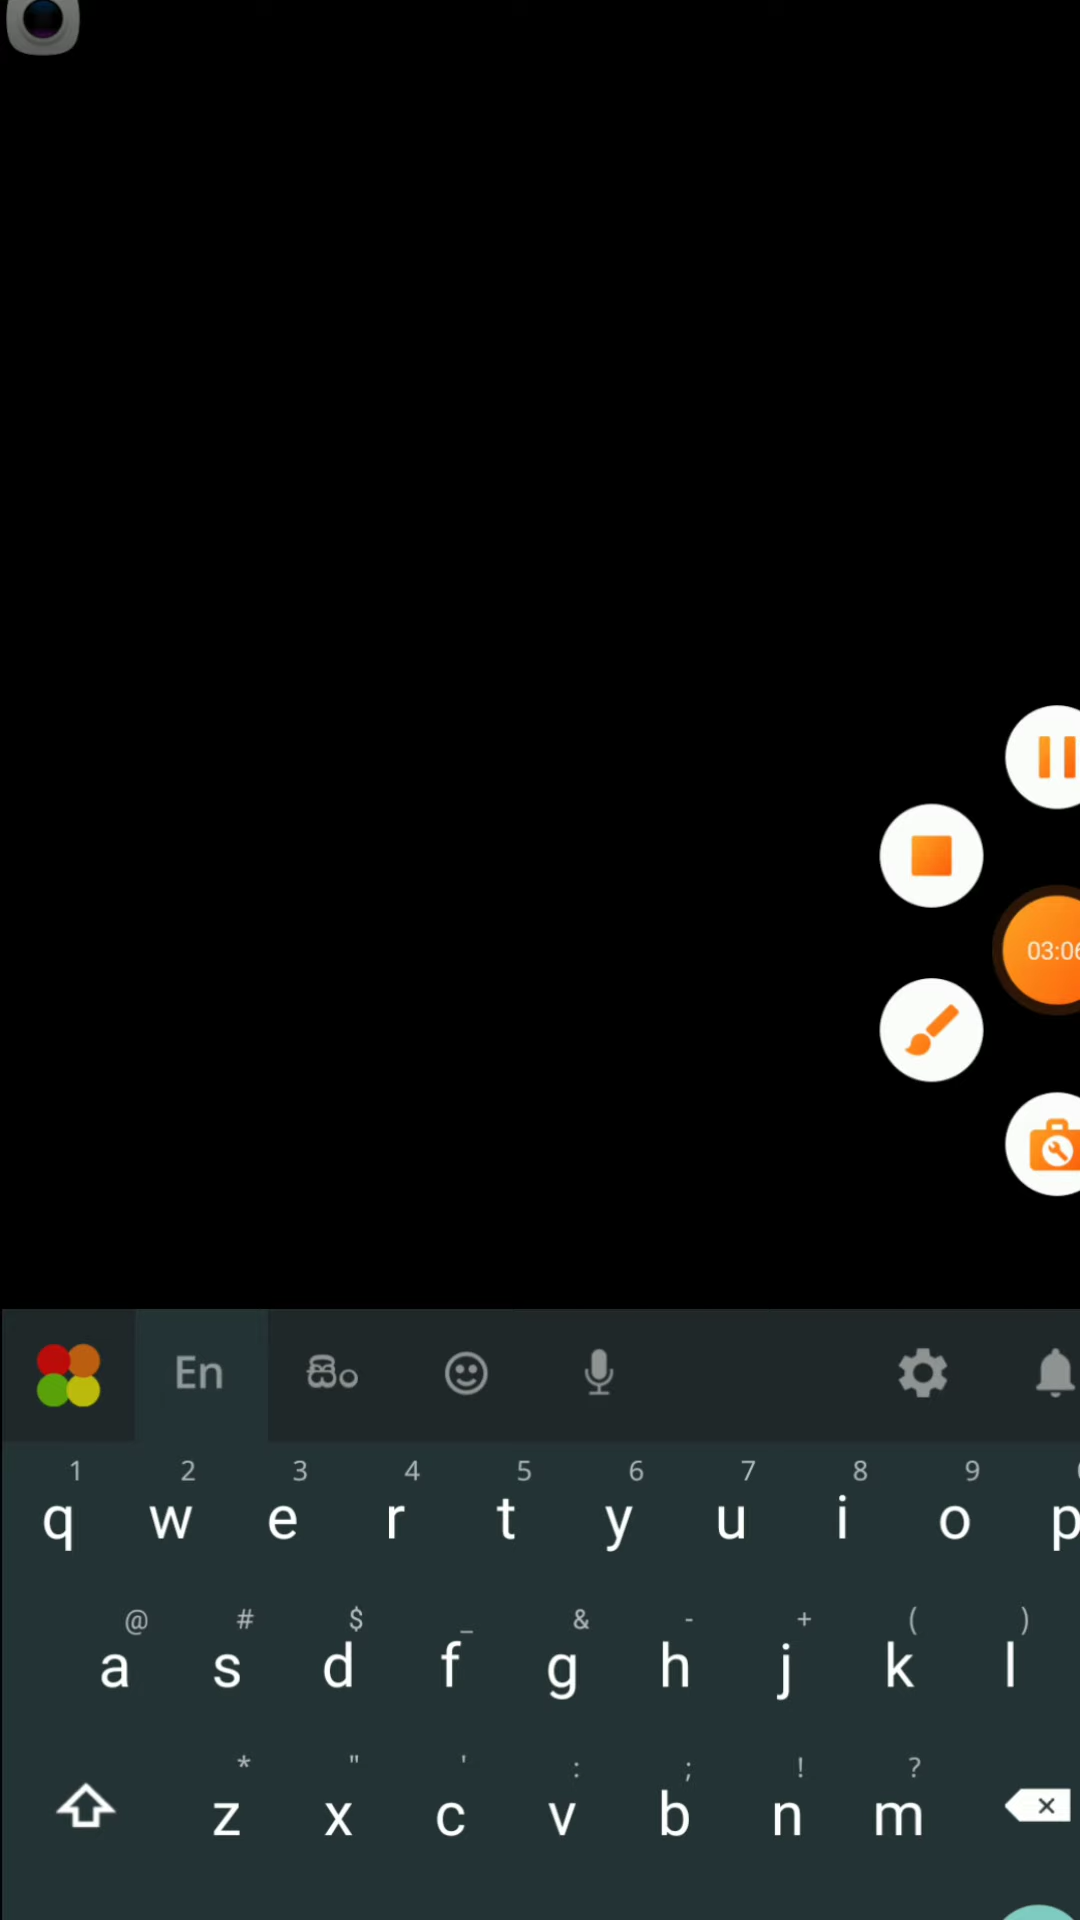 03:06
En සිං
1 2 3 4 5 6 7 8 9
q w e r t y u i o p
@ # $ _ & - + ( )
a s d f g h j k l
* " ' : ; ! ?
z x c v b n m